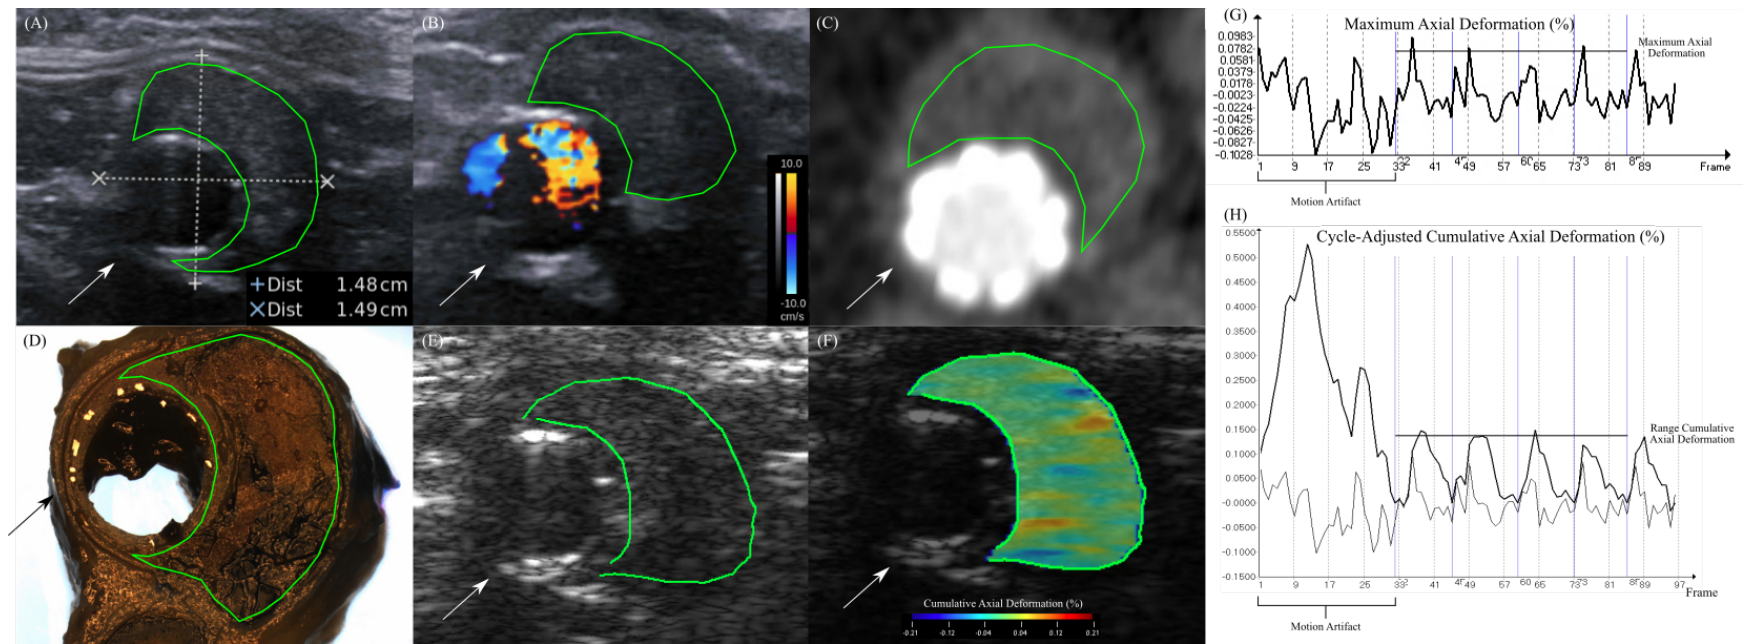 (A)
+Dist 1.48cm
×Dist 1.49cm
(B)
10.0
-10.0
cm/s
(C)
(D)
(E)
(F)
Cumulative Axial Deformation (%)
-0.21 -0.12 -0.04 0.04 0.12 0.21
(G)
Maximum Axial Deformation (%)
0.0983
0.0782
0.0581
0.0379
0.0178
-0.0023
-0.0224
-0.0425
-0.0626
-0.0827
-0.1028
Maximum Axial
Deformation
1 9 17 25 33 41 49 57 65 73 81 89
Frame
Motion Artifact
(H)
Cycle-Adjusted Cumulative Axial Deformation (%)
0.5500
0.5000
0.4500
0.4000
0.3500
0.3000
0.2500
0.2000
0.1500
0.1000
0.0500
-0.0000
-0.0500
-0.1000
-0.1500
Range Cumulative
Axial Deformation
1 9 17 25 33 41 49 57 60 65 73 81 89 97
Frame
Motion Artifact